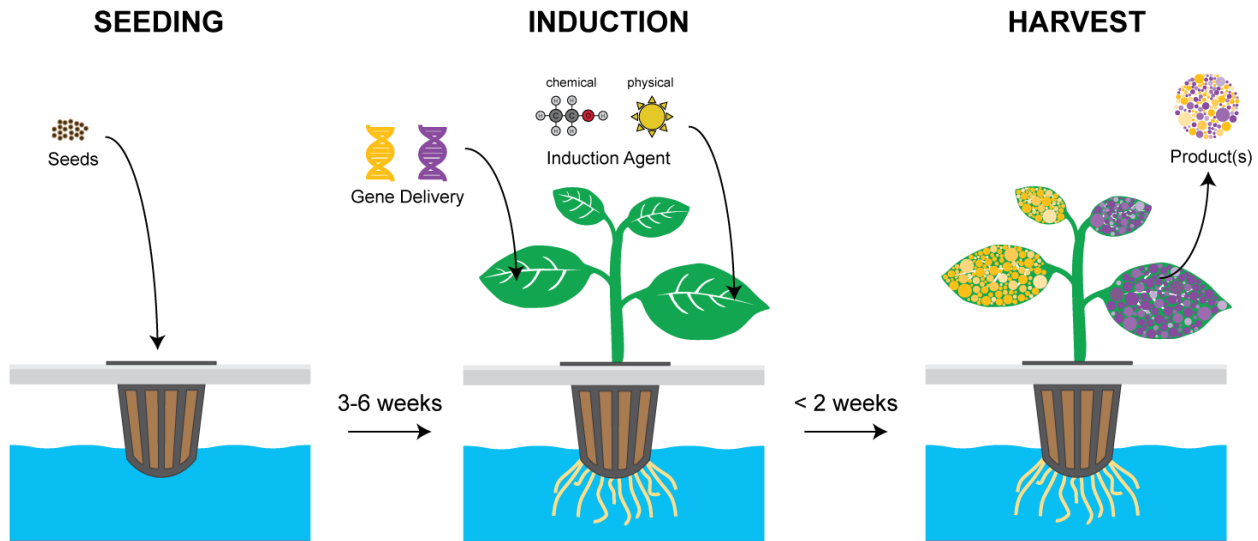 SEEDING
INDUCTION
HARVEST
Seeds
Gene Delivery
chemical
physical
H H
H C C O H
H H
Induction Agent
Product(s)
3-6 weeks
< 2 weeks